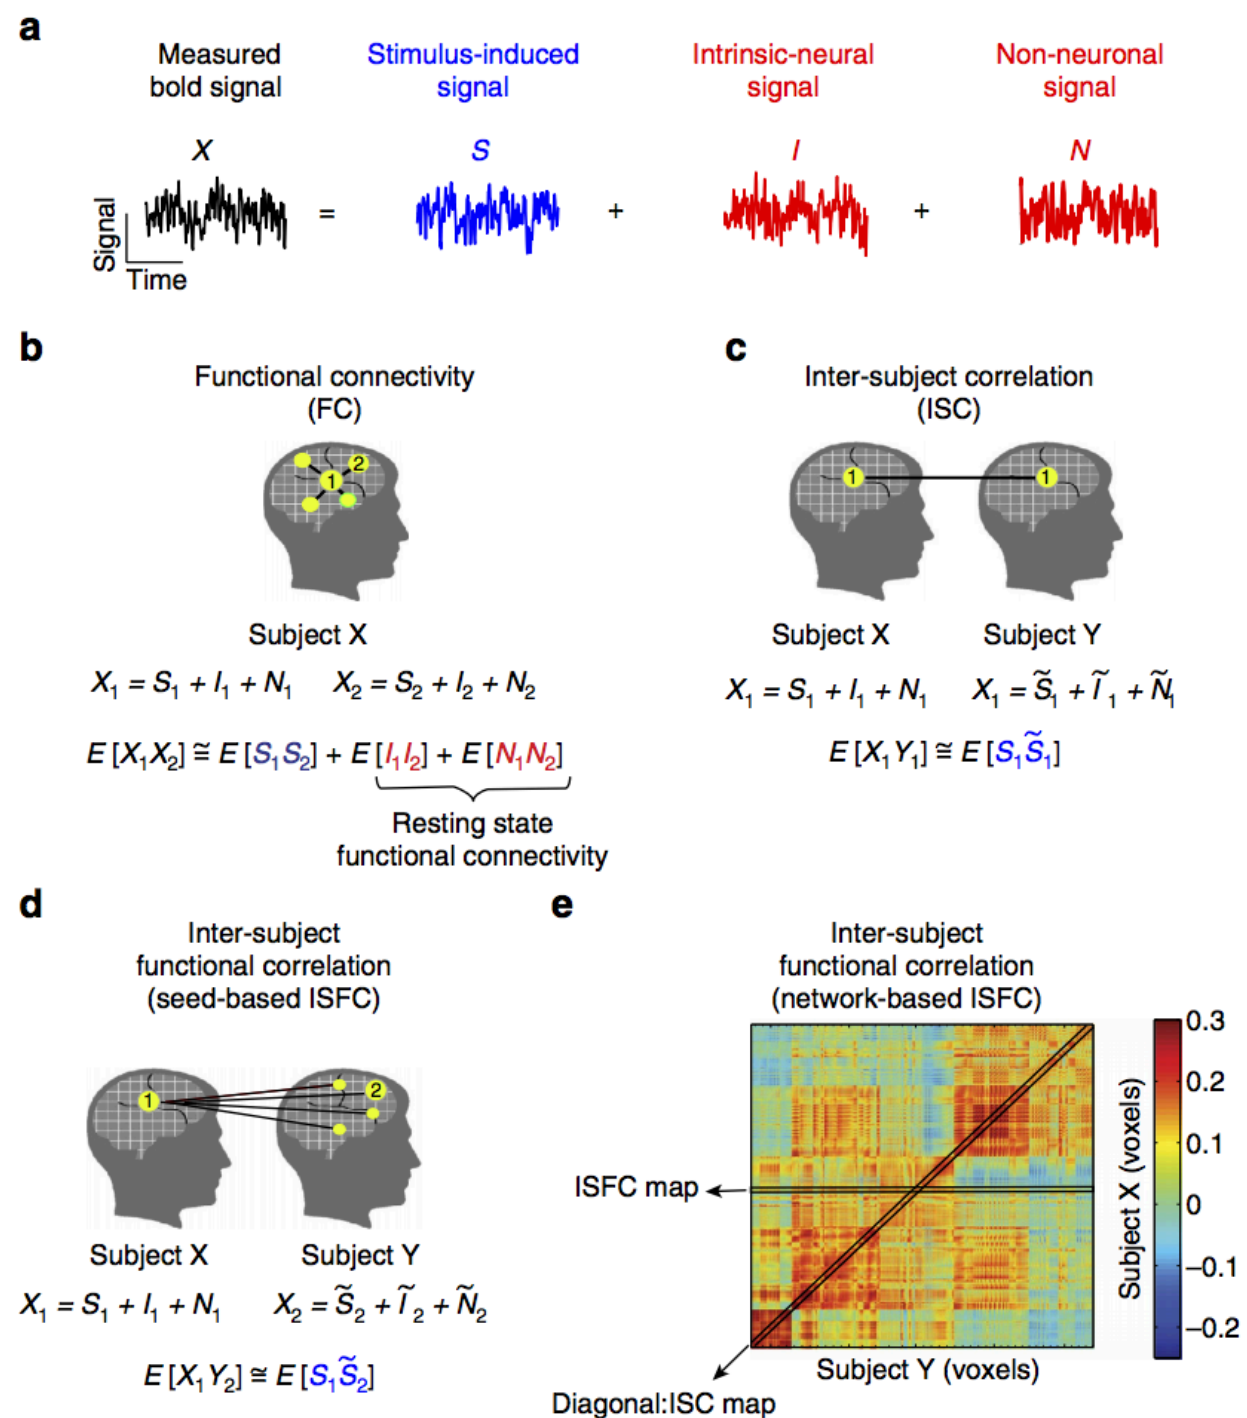 a
Measured
bold signal
Stimulus-induced
signal
Intrinsic-neural
signal
Non-neuronal
signal
X
S
I
N
=
+
+
Signal
Time
b
Functional connectivity
(FC)
1
2
Subject X
X₁ = S₁ + I₁ + N₁
X₂ = S₂ + I₂ + N₂
E [X₁X₂] ≅ E [S₁S₂] + E [I₁I₂] + E [N₁N₂]
Resting state
functional connectivity
c
Inter-subject correlation
(ISC)
1
1
Subject X
Subject Y
X₁ = S₁ + I₁ + N₁
X₁ = S̃₁ + Ĩ₁ + Ñ₁
E [X₁Y₁] ≅ E [S₁S̃₁]
d
Inter-subject
functional correlation
(seed-based ISFC)
1
2
Subject X
Subject Y
X₁ = S₁ + I₁ + N₁
X₂ = S̃₂ + Ĩ₂ + Ñ₂
E [X₁Y₂] ≅ E [S₁S̃₂]
e
Inter-subject
functional correlation
(network-based ISFC)
ISFC map
Diagonal:ISC map
Subject Y (voxels)
Subject X (voxels)
0.3
0.2
0.1
0
–0.1
–0.2